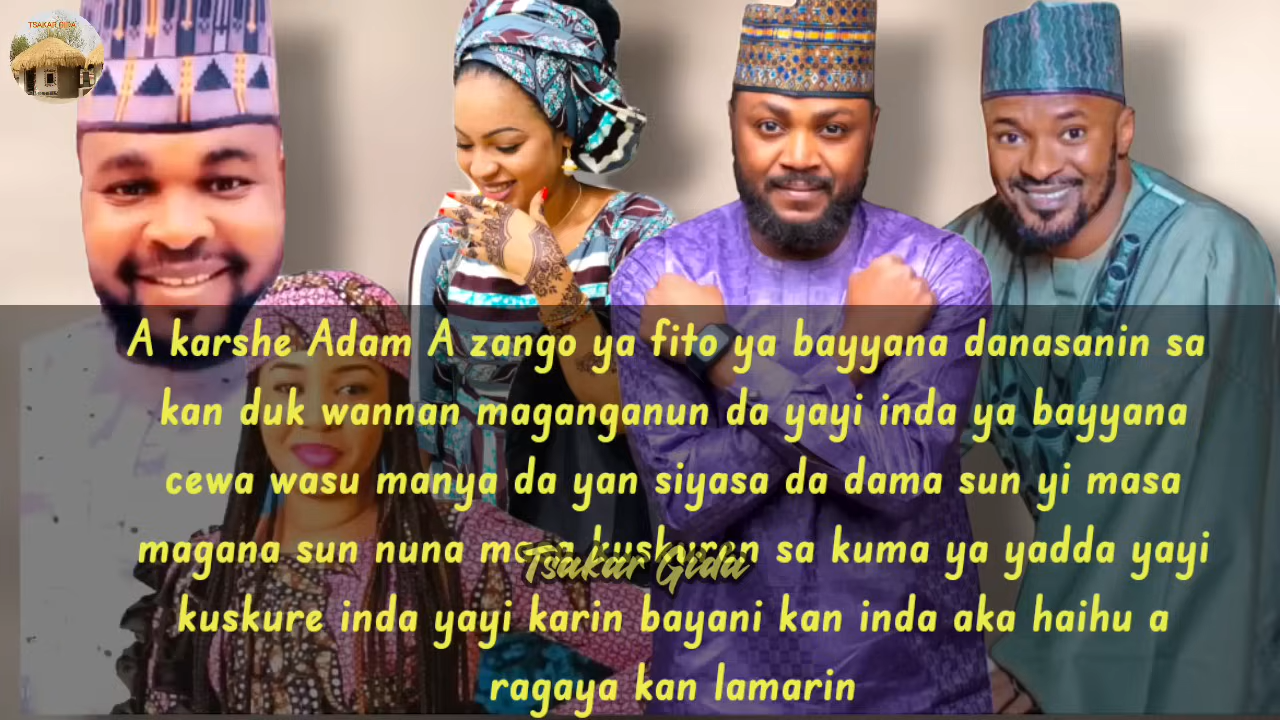 TSAKAR GIDA
A karshe Adam A zango ya fito ya bayyana danasanin sa
kan duk wannan maganganun da yayi inda ya bayyana
cewa wasu manya da yan siyasa da dama sun yi masa
magana sun nuna masa kuskuren sa kuma ya yadda yayi
Tsakar Gida
kuskure inda yayi karin bayani kan inda aka haihu a
ragaya kan lamarin